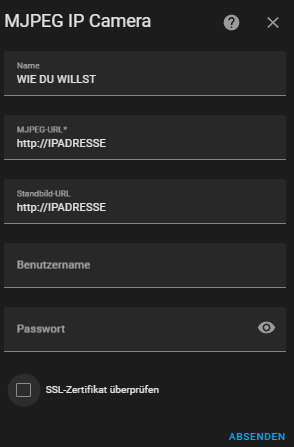 MJPEG IP Camera
Name
WIE DU WILLST
MJPEG-URL*
http://IPADRESSE
Standbild-URL
http://IPADRESSE
Benutzername
Passwort
SSL-Zertifikat überprüfen
ABSENDEN